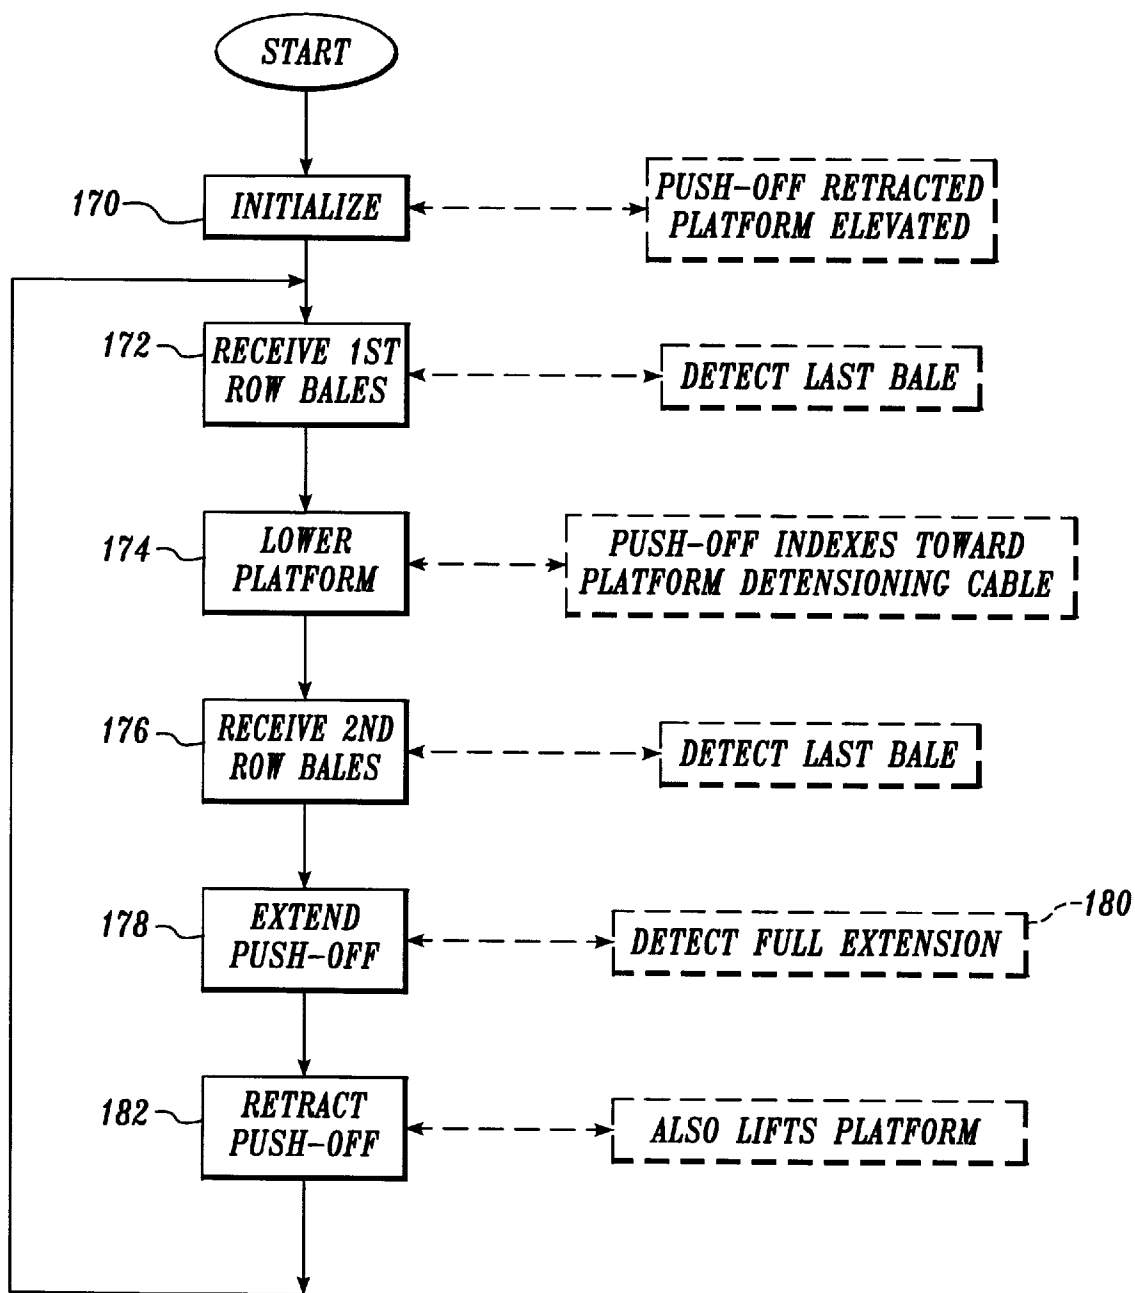 START
170
INITIALIZE
PUSH-OFF RETRACTED
PLATFORM ELEVATED
172
RECEIVE 1ST
ROW BALES
DETECT LAST BALE
174
LOWER
PLATFORM
PUSH-OFF INDEXES TOWARD
PLATFORM DETENSIONING CABLE
176
RECEIVE 2ND
ROW BALES
DETECT LAST BALE
178
EXTEND
PUSH-OFF
DETECT FULL EXTENSION
180
182
RETRACT
PUSH-OFF
ALSO LIFTS PLATFORM